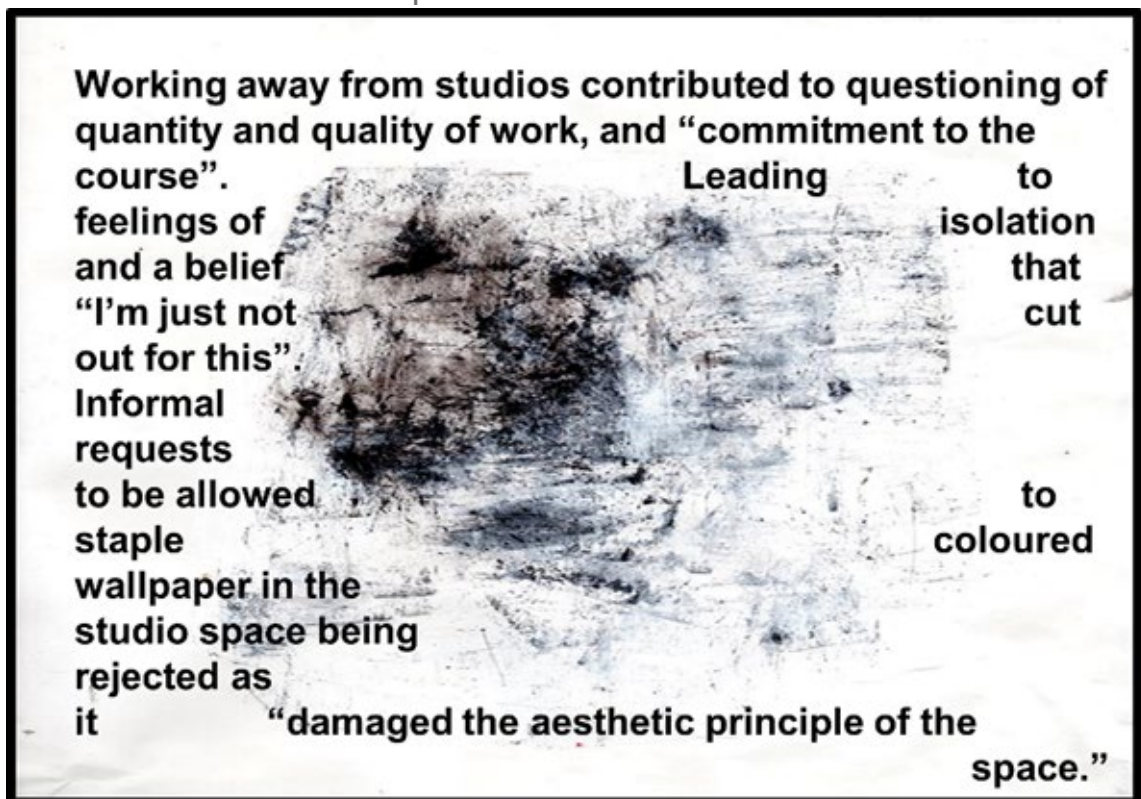 Working away from studios contributed to questioning of
quantity and quality of work, and “commitment to the
course”. Leading to
feelings of isolation
and a belief that
“I’m just not cut
out for this”.
Informal
requests
to be allowed to
staple coloured
wallpaper in the
studio space being
rejected as
it “damaged the aesthetic principle of the
space.”